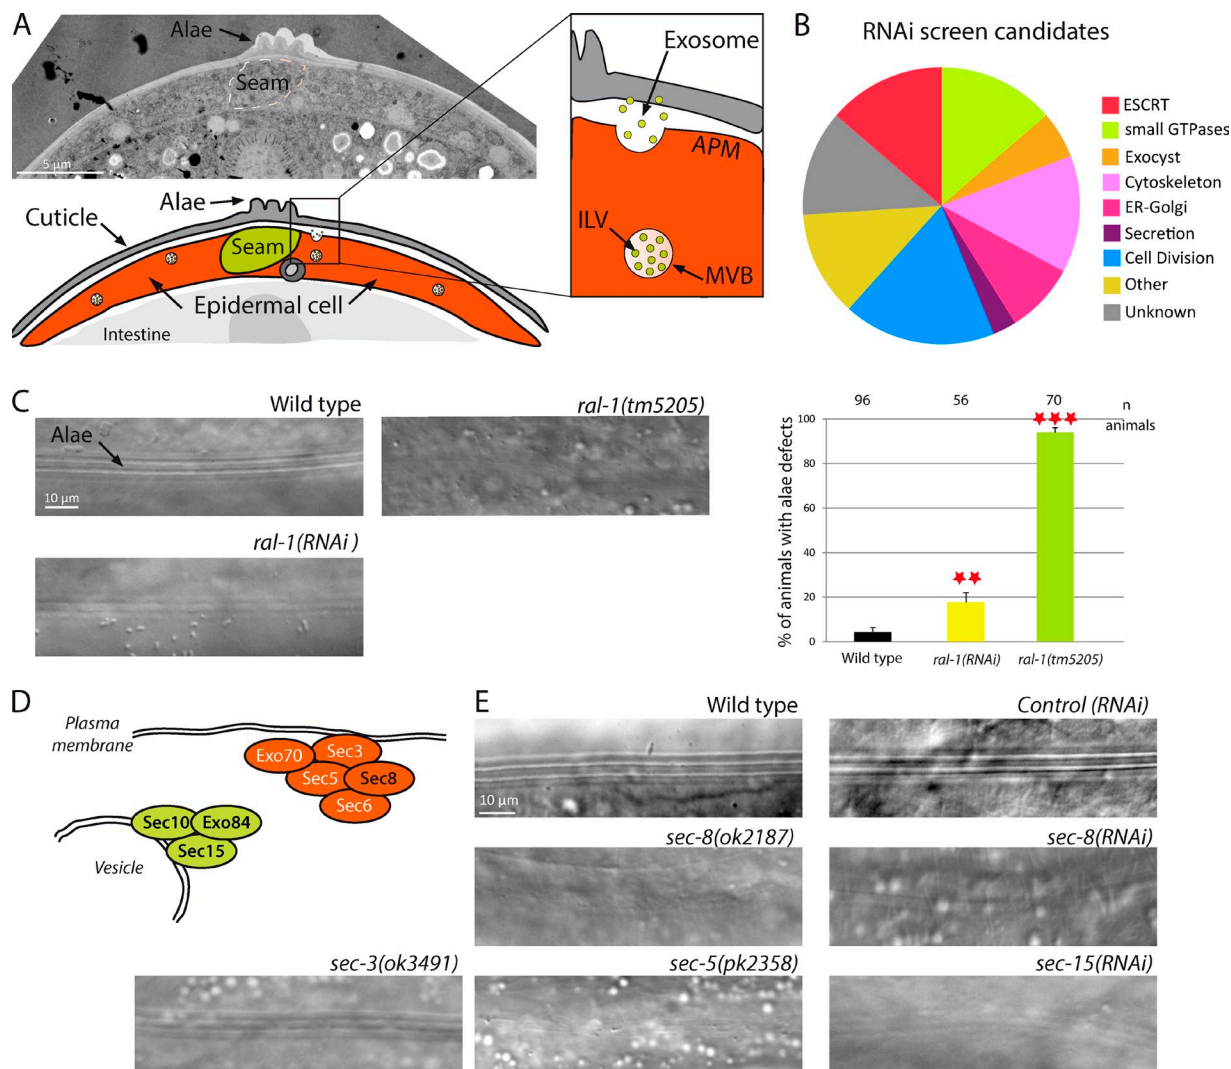 A
Alae
Seam
5 μm
Alae
Cuticle
Seam
Epidermal cell
Intestine
Exosome
APM
ILV
MVB
B
RNAi screen candidates
ESCRT
small GTPases
Exocyst
Cytoskeleton
ER-Golgi
Secretion
Cell Division
Other
Unknown
C
Wild type
Alae
10 μm
ral-1(tm5205)
ral-1(RNAi )
96 56 70 n
animals
% of animals with alae defects
100
80
60
40
20
0
Wild type ral-1(RNAi) ral-1(tm5205)
D
Plasma
membrane
Exo70
Sec3
Sec5
Sec8
Sec6
Sec10
Exo84
Sec15
Vesicle
E
Wild type
10 μm
Control (RNAi)
sec-8(ok2187)
sec-8(RNAi)
sec-3(ok3491)
sec-5(pk2358)
sec-15(RNAi)